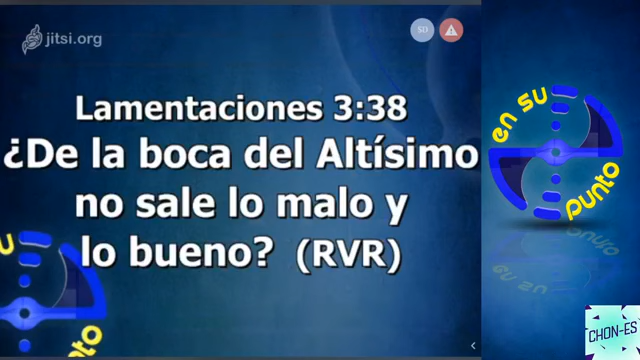 jitsi.org
SD
Lamentaciones 3:38
¿De la boca del Altísimo
no sale lo malo y
lo bueno? (RVR)
en su
punto
CHON-ES